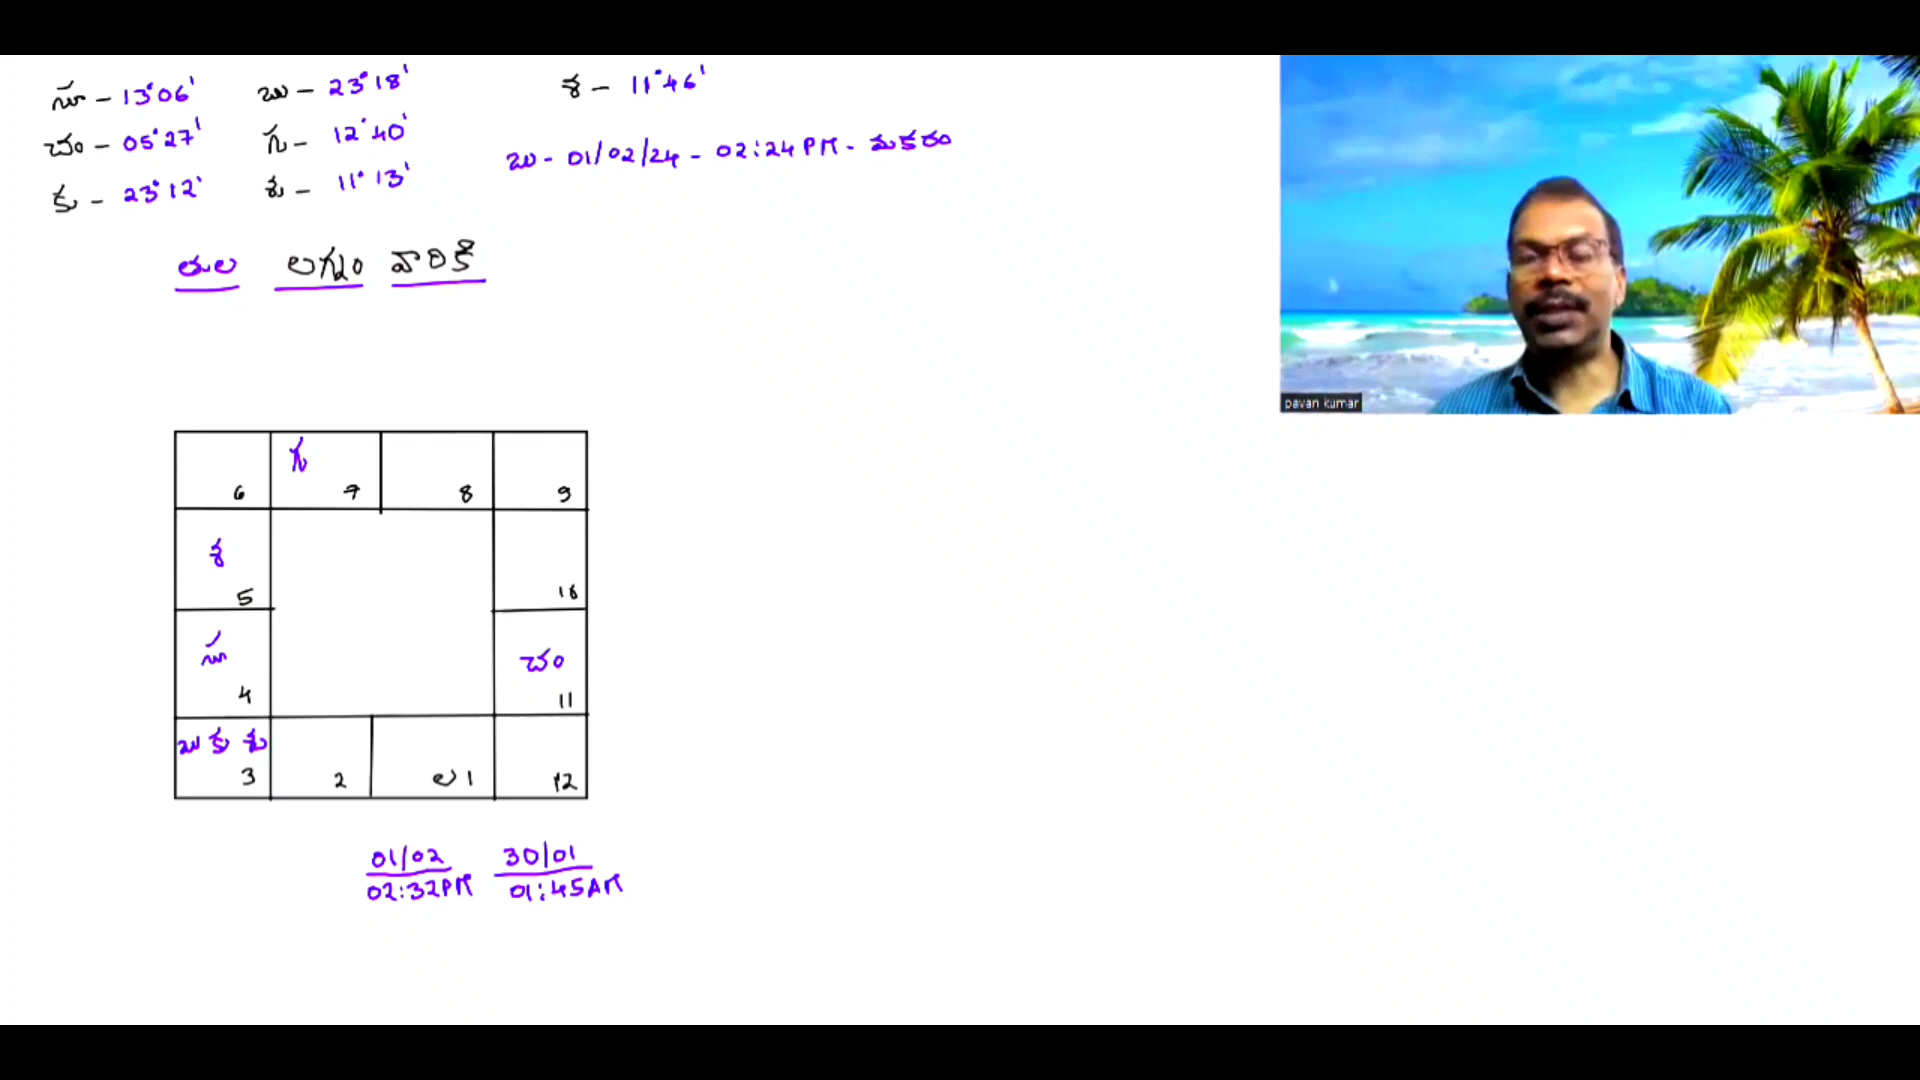 సూ - 13°06' బు - 23°18' శ - 11°46'
చం - 05°27' గు - 12°40'
బు - 01/02/24 - 02:24 PM - మకరం
కు - 23°12' శు - 11°13'
తుల లగ్నం వారికి
pavan kumar
గు
6 7 8 9
శ
5 10
సూ చం
4 11
బు కు శు
3 2 ల 1 12
01/02 30/01
02:32PM 01:45AM